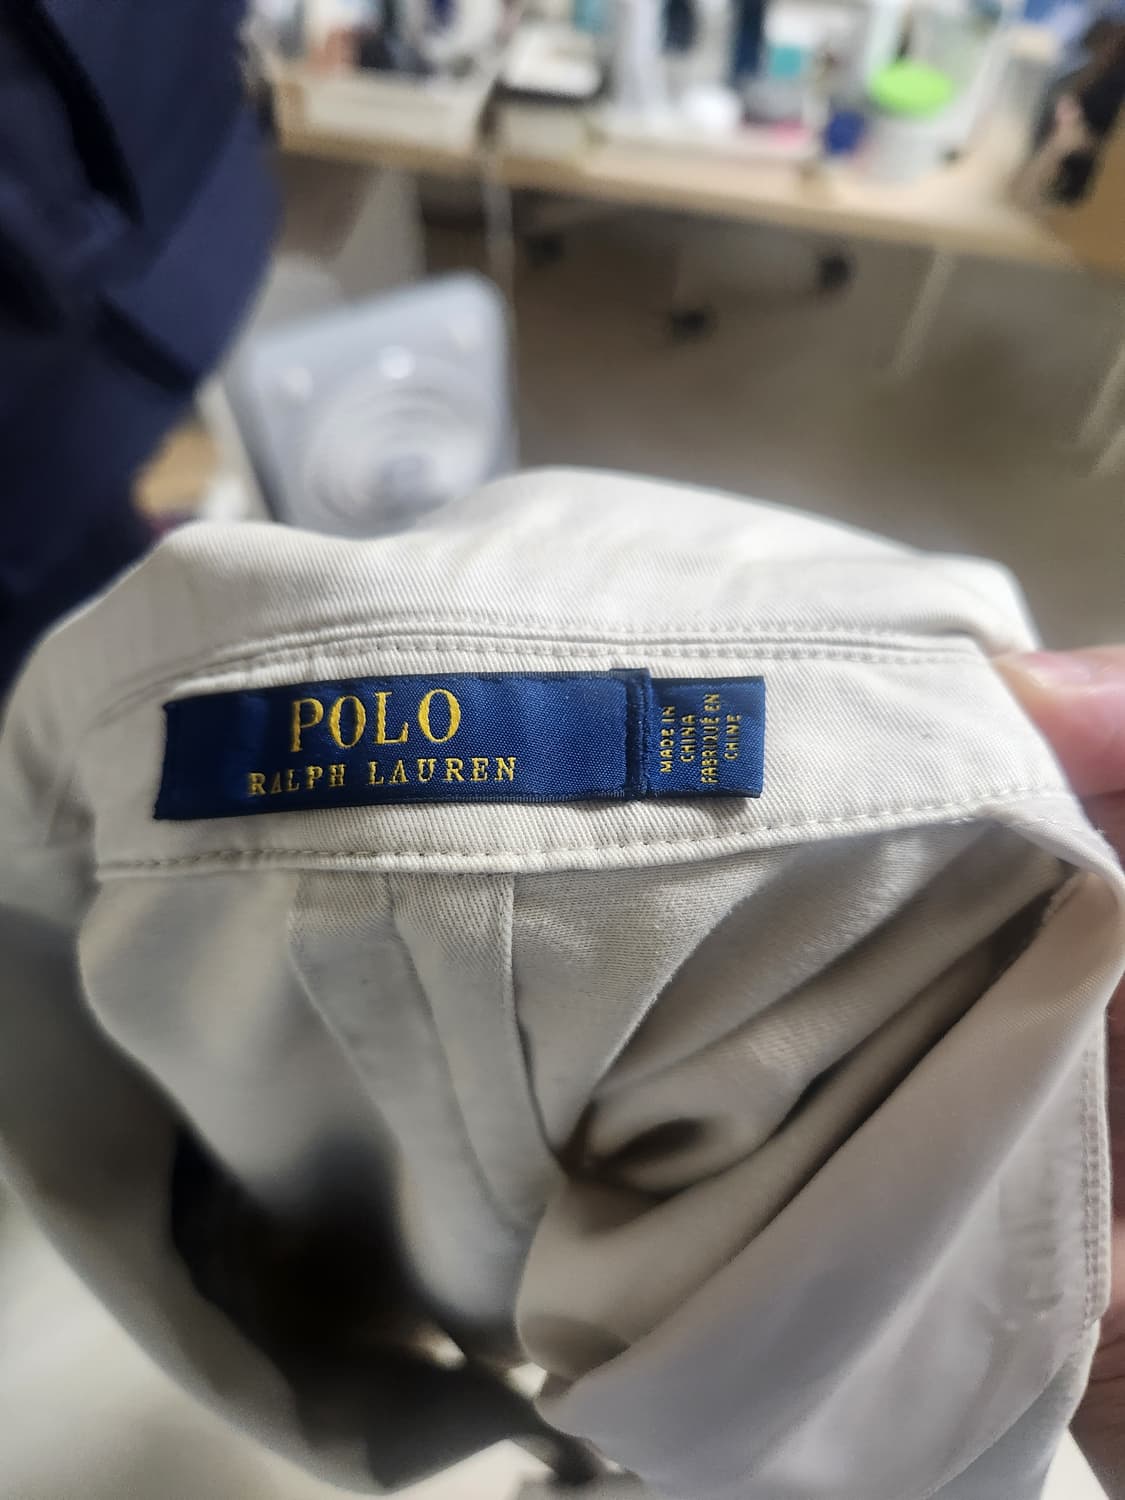 POLO
RALPH LAUREN
MADE IN
CHINA
FABRIQUÉ EN
CHINE